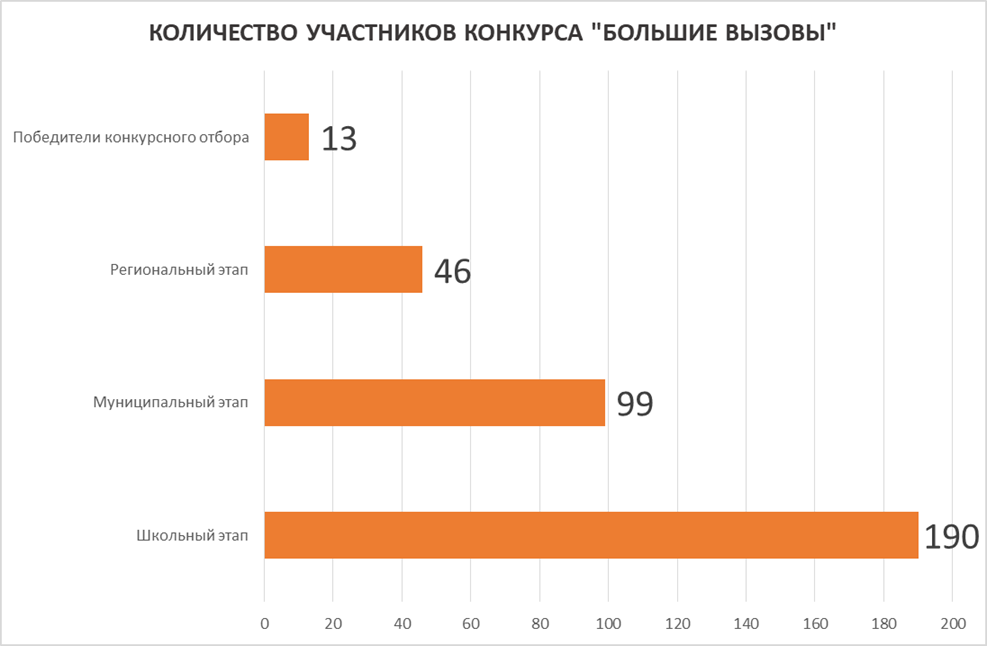 КОЛИЧЕСТВО УЧАСТНИКОВ КОНКУРСА "БОЛЬШИЕ ВЫЗОВЫ"
Победители конкурсного отбора 13
Региональный этап 46
Муниципальный этап 99
Школьный этап 190
0 20 40 60 80 100 120 140 160 180 200